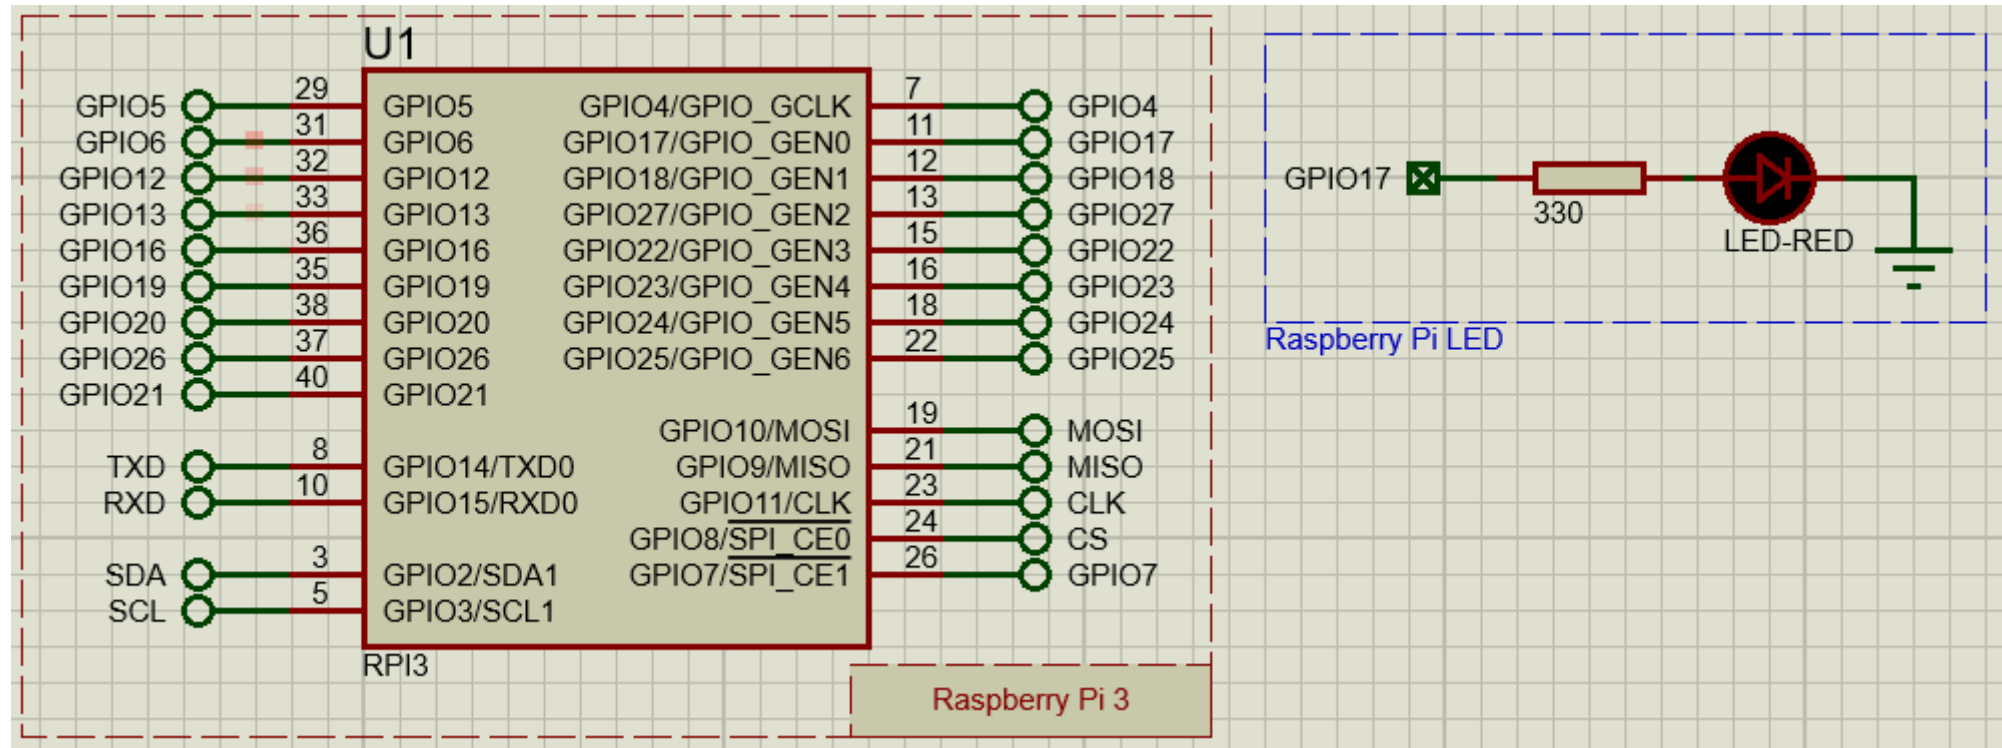 U1
GPIO5 29 GPIO5 GPIO4/GPIO_GCLK 7 GPIO4
GPIO6 31 GPIO6 GPIO17/GPIO_GEN0 11 GPIO17
GPIO12 32 GPIO12 GPIO18/GPIO_GEN1 12 GPIO18
GPIO13 33 GPIO13 GPIO27/GPIO_GEN2 13 GPIO27
GPIO16 36 GPIO16 GPIO22/GPIO_GEN3 15 GPIO22
GPIO19 35 GPIO19 GPIO23/GPIO_GEN4 16 GPIO23
GPIO20 38 GPIO20 GPIO24/GPIO_GEN5 18 GPIO24
GPIO26 37 GPIO26 GPIO25/GPIO_GEN6 22 GPIO25
GPIO21 40 GPIO21
GPIO10/MOSI 19 MOSI
TXD 8 GPIO14/TXD0 GPIO9/MISO 21 MISO
RXD 10 GPIO15/RXD0 GPIO11/CLK 23 CLK
GPIO8/SPI_CE0 24 CS
SDA 3 GPIO2/SDA1 GPIO7/SPI_CE1 26 GPIO7
SCL 5 GPIO3/SCL1
RPI3
Raspberry Pi 3
GPIO17
330
LED-RED
Raspberry Pi LED